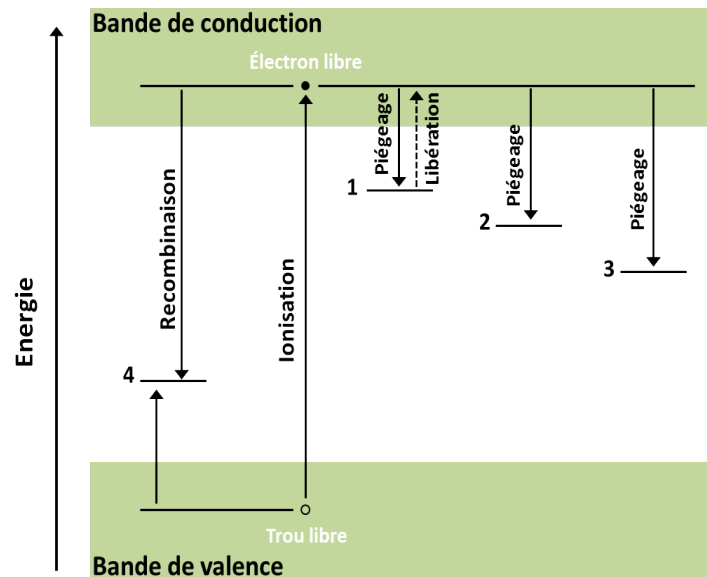 Bande de conduction
Électron libre
Piégeage
Libération
Piégeage
Piégeage
1
2
3
Recombinaison
Ionisation
Energie
4
Trou libre
Bande de valence